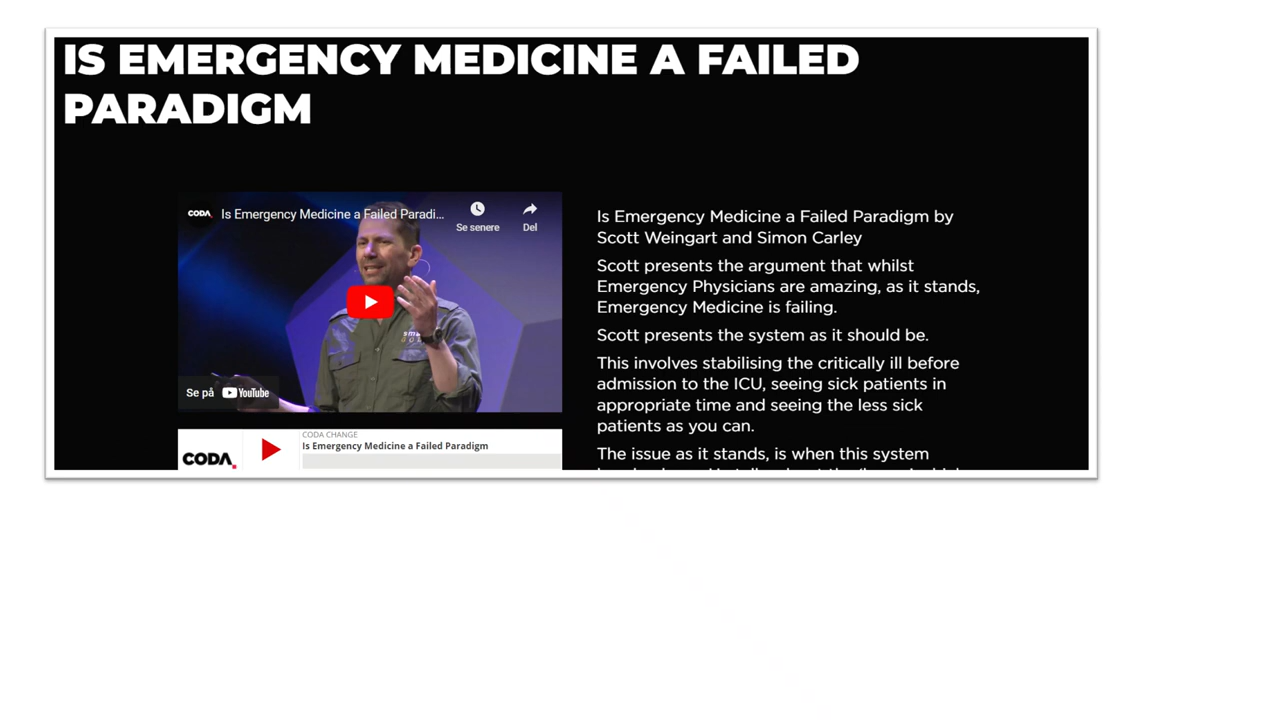 IS EMERGENCY MEDICINE A FAILED
PARADIGM
CODA
Is Emergency Medicine a Failed Paradi...
Se senere
Del
Se på
YouTube
CODA CHANGE
Is Emergency Medicine a Failed Paradigm
CODA.
Is Emergency Medicine a Failed Paradigm by
Scott Weingart and Simon Carley
Scott presents the argument that whilst
Emergency Physicians are amazing, as it stands,
Emergency Medicine is failing.
Scott presents the system as it should be.
This involves stabilising the critically ill before
admission to the ICU, seeing sick patients in
appropriate time and seeing the less sick
patients as you can.
The issue as it stands, is when this system